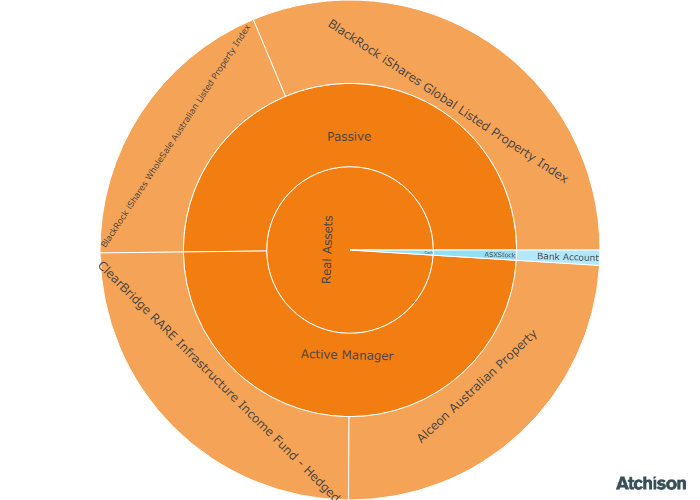 BlackRock iShares Global Listed Property Index
BlackRock iShares WholeSale Australian Listed Property Index
Passive
Real Assets
Cash
ASXStock
Bank Account
Active Manager
ClearBridge RARE Infrastructure Income Fund - Hedged
Alceon Australian Property
Atchison